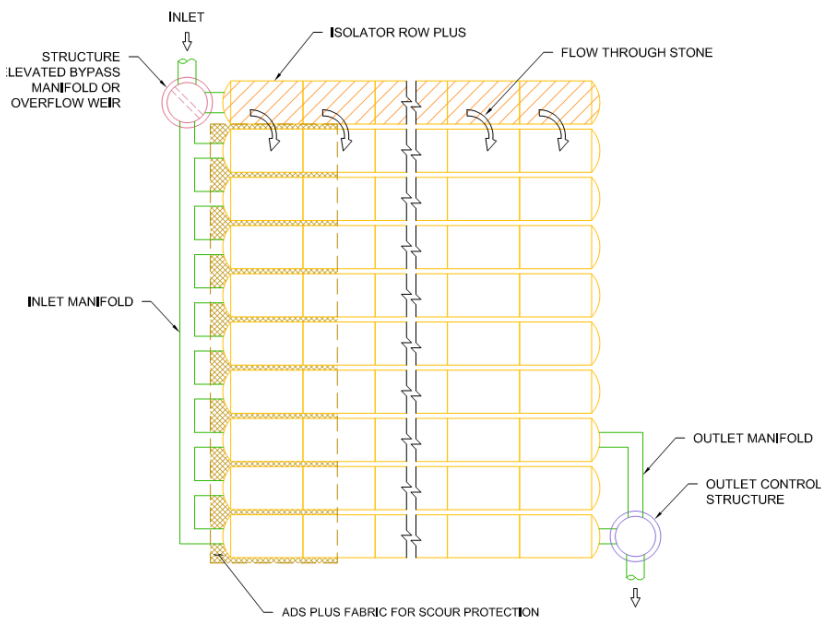 INLET
ISOLATOR ROW PLUS
FLOW THROUGH STONE
STRUCTURE
ELEVATED BYPASS
MANIFOLD OR
OVERFLOW WEIR
INLET MANIFOLD
OUTLET MANIFOLD
OUTLET CONTROL
STRUCTURE
ADS PLUS FABRIC FOR SCOUR PROTECTION